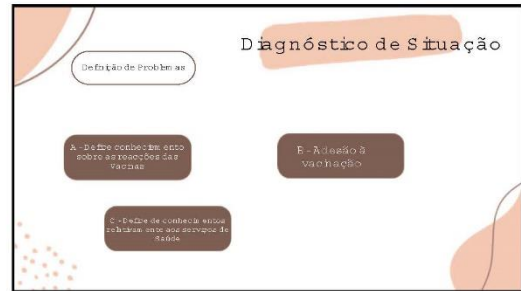 Diagnóstico de Situação
Definição de Problemas
A - Défice conhecimento
sobre as reacções das
Vacinas
B - Adesão à
vacinação
C - Défice de conhecimentos
relativamente aos serviços de
Saúde